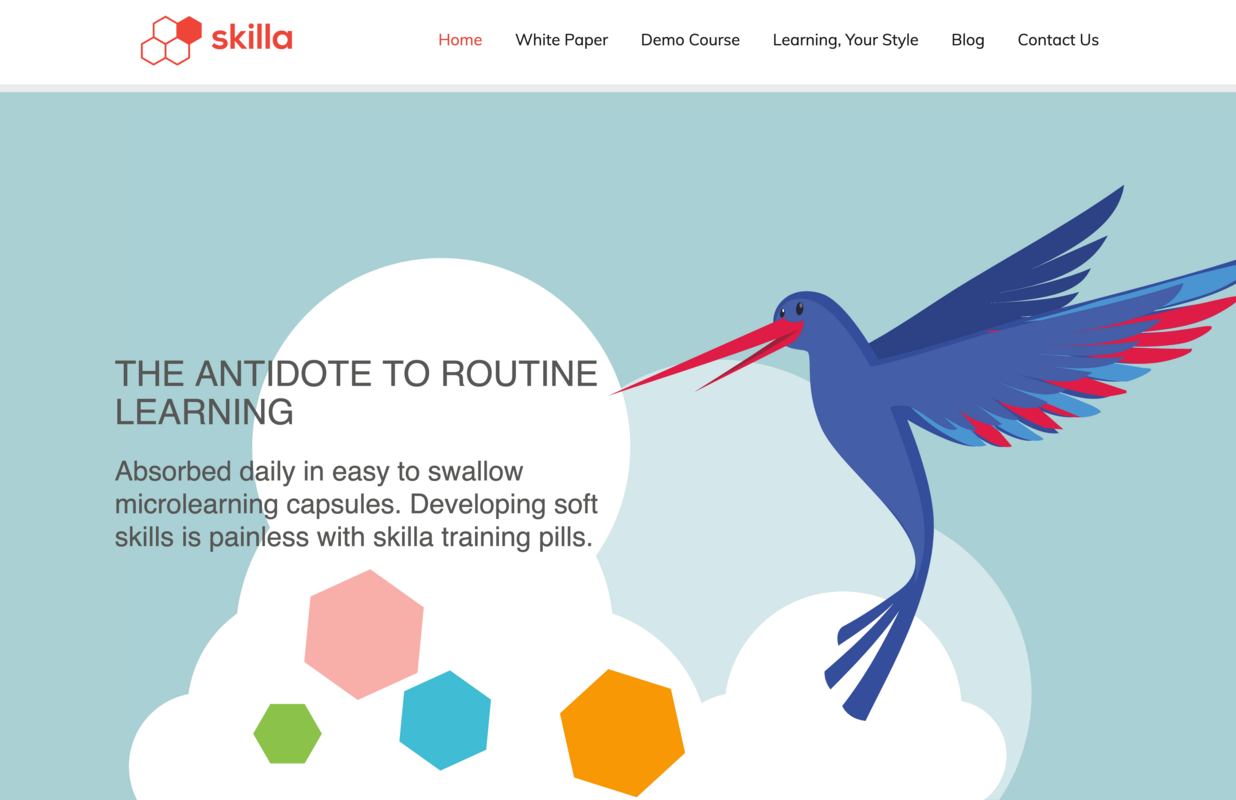 skilla
Home White Paper Demo Course Learning, Your Style Blog Contact Us
THE ANTIDOTE TO ROUTINE
LEARNING
Absorbed daily in easy to swallow
microlearning capsules. Developing soft
skills is painless with skilla training pills.